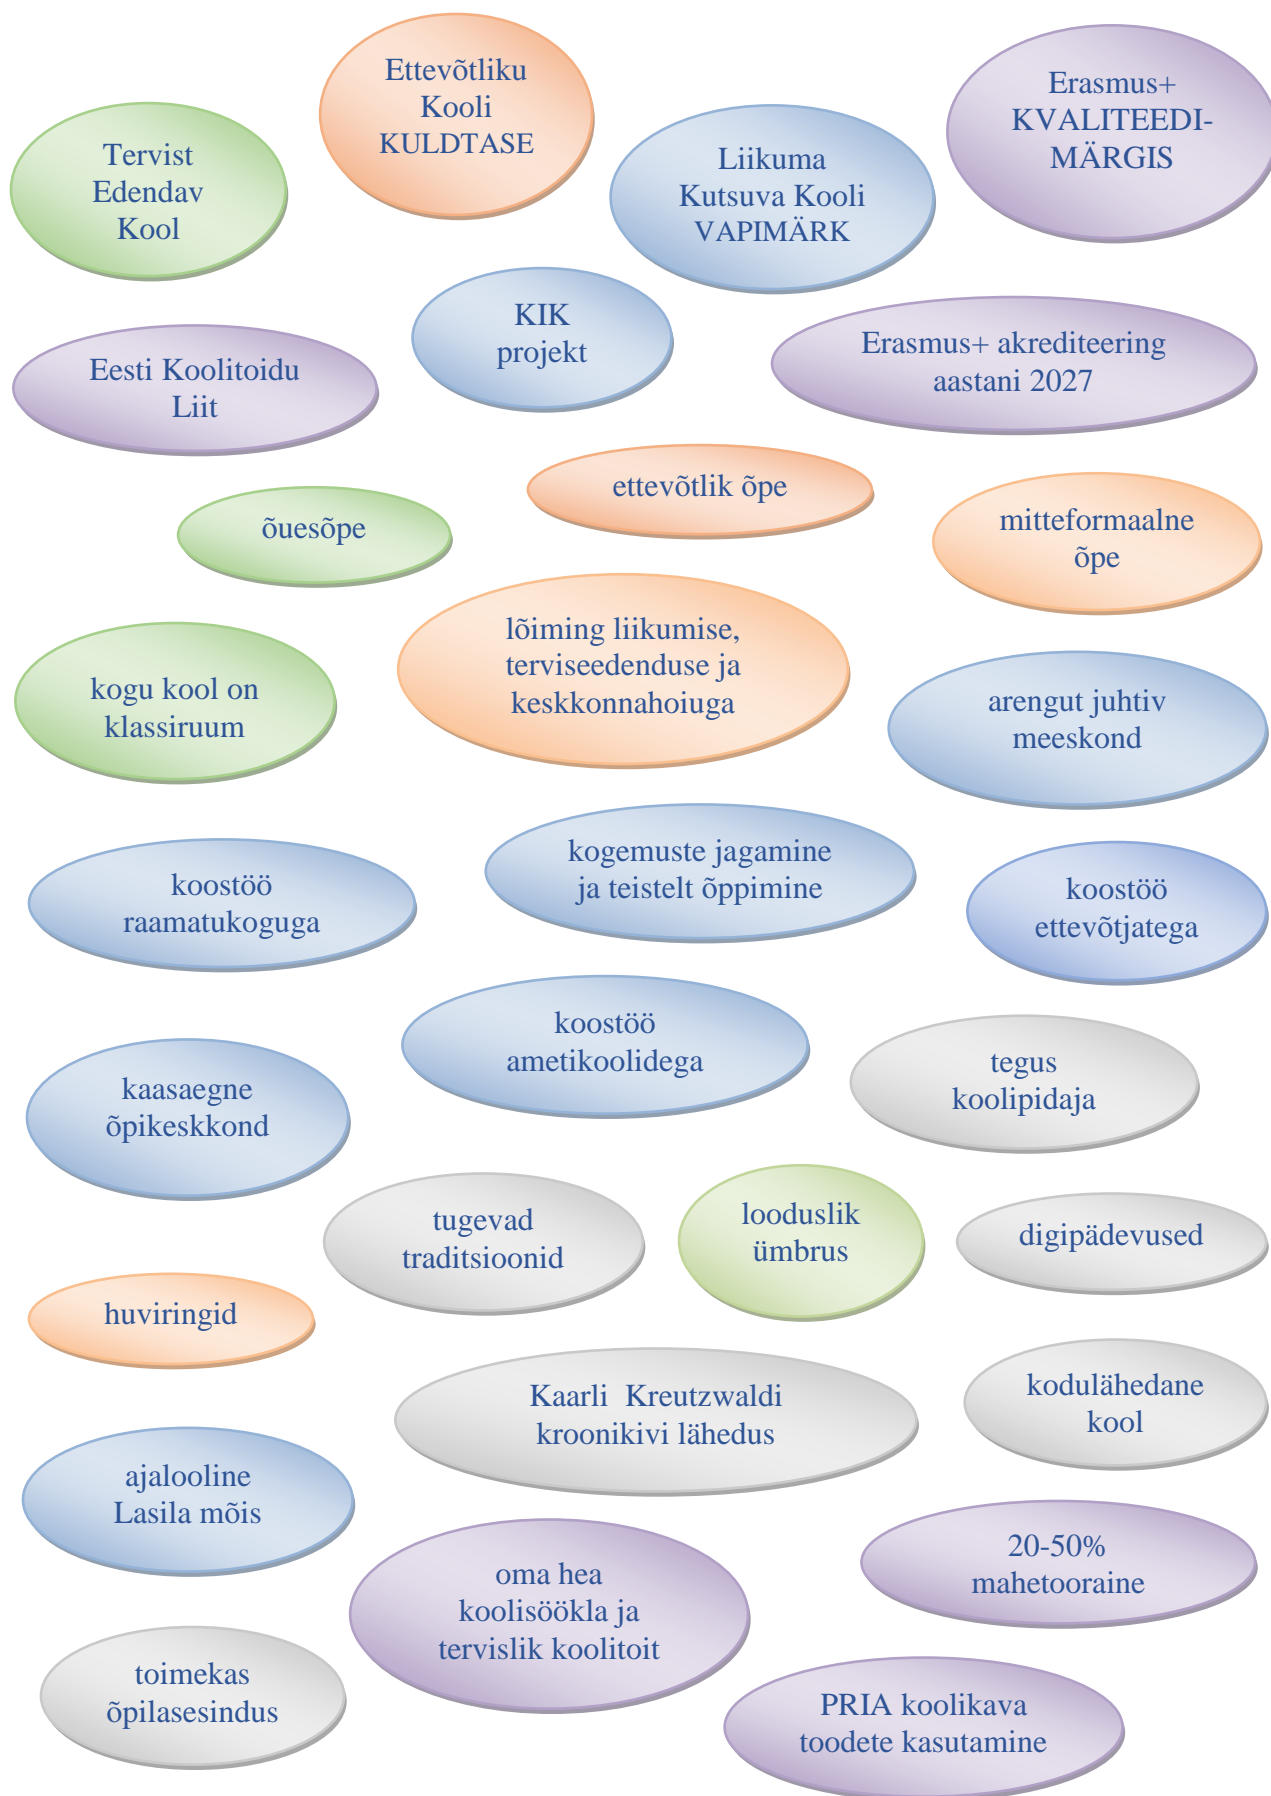 Ettevõtliku
Kooli
KULDTASE
Erasmus+
KVALITEEDI-
MÄRGIS
Tervist
Edendav
Kool
Liikuma
Kutsuva Kooli
VAPIMÄRK
KIK
projekt
Eesti Koolitoidu
Liit
Erasmus+ akrediteering
aastani 2027
ettevõtlik õpe
õuesõpe
mitteformaalne
õpe
lõiming liikumise,
terviseedenduse ja
keskkonnahoiuga
kogu kool on
klassiruum
arengut juhtiv
meeskond
koostöö
raamatukoguga
kogemuste jagamine
ja teistelt õppimine
koostöö
ettevõtjatega
koostöö
ametikoolidega
kaasaegne
õpikeskkond
tegus
koolipidaja
tugevad
traditsioonid
looduslik
ümbrus
digipädevused
huviringid
Kaarli  Kreutzwaldi
kroonikivi lähedus
kodulähedane
kool
ajalooline
Lasila mõis
oma hea
koolisöökla ja
tervislik koolitoit
20-50%
mahetooraine
toimekas
õpilasesindus
PRIA koolikava
toodete kasutamine